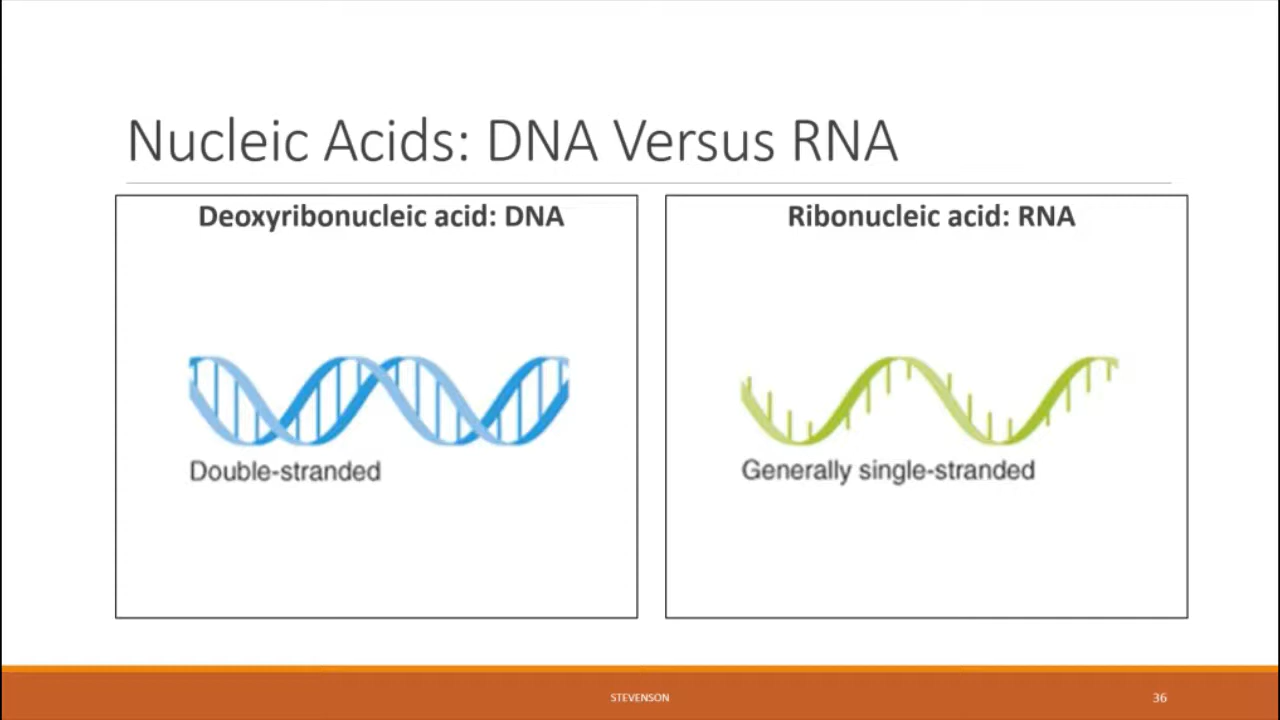 Nucleic Acids: DNA Versus RNA
Deoxyribonucleic acid: DNA
Double-stranded
Ribonucleic acid: RNA
Generally single-stranded
STEVENSON
36